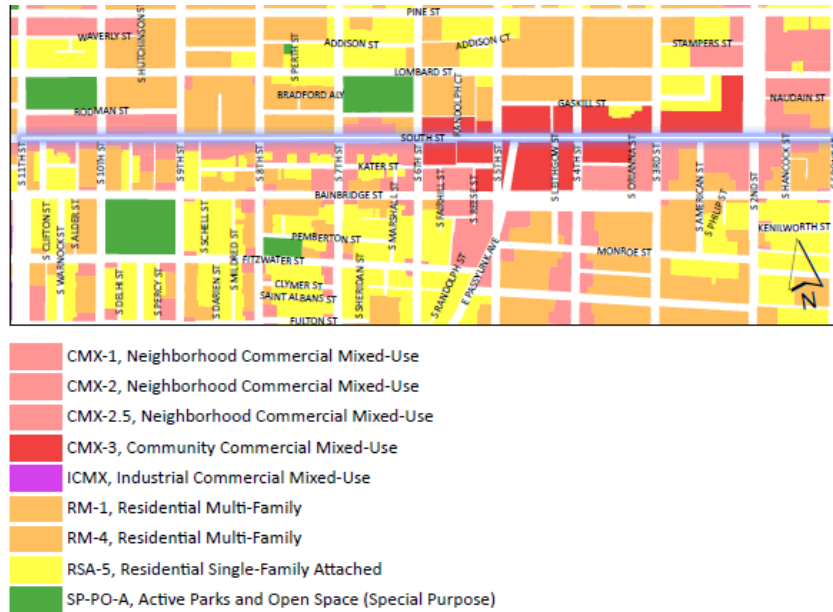 PINE ST
WAVERLY ST
S HUTCHINSON ST
S PERTH ST
ADDISON ST
ADDISON CT
STAMPERS ST
LOMBARD ST
RODMAN ST
BRADFORD ALY
RANDOLPH CT
GASKILL ST
NAUDAIN ST
SOUTH ST
S 11TH ST
S 10TH ST
S 9TH ST
S 8TH ST
S 7TH ST
KATER ST
S 6TH ST
S 5TH ST
S LEITHGOW ST
S 4TH ST
S ORIANNA ST
S 3RD ST
S 2ND ST
S HANCOCK ST
BAINBRIDGE ST
S MARSHALL ST
S FAIRHILL ST
S REESE ST
S AMERICAN ST
S PHILIP ST
KENILWORTH ST
S CLIFTON ST
S WARNOCK ST
S ALDER ST
S SCHELL ST
S MILDRED ST
PEMBERTON ST
FITZWATER ST
MONROE ST
S DELHI ST
S PERCY ST
S DARIEN ST
CLYMER ST
SAINT ALBANS ST
FULTON ST
S SHERIDAN ST
S RANDOLPH ST
E PASSYUNK AVE
N
CMX-1, Neighborhood Commercial Mixed-Use
CMX-2, Neighborhood Commercial Mixed-Use
CMX-2.5, Neighborhood Commercial Mixed-Use
CMX-3, Community Commercial Mixed-Use
ICMX, Industrial Commercial Mixed-Use
RM-1, Residential Multi-Family
RM-4, Residential Multi-Family
RSA-5, Residential Single-Family Attached
SP-PO-A, Active Parks and Open Space (Special Purpose)